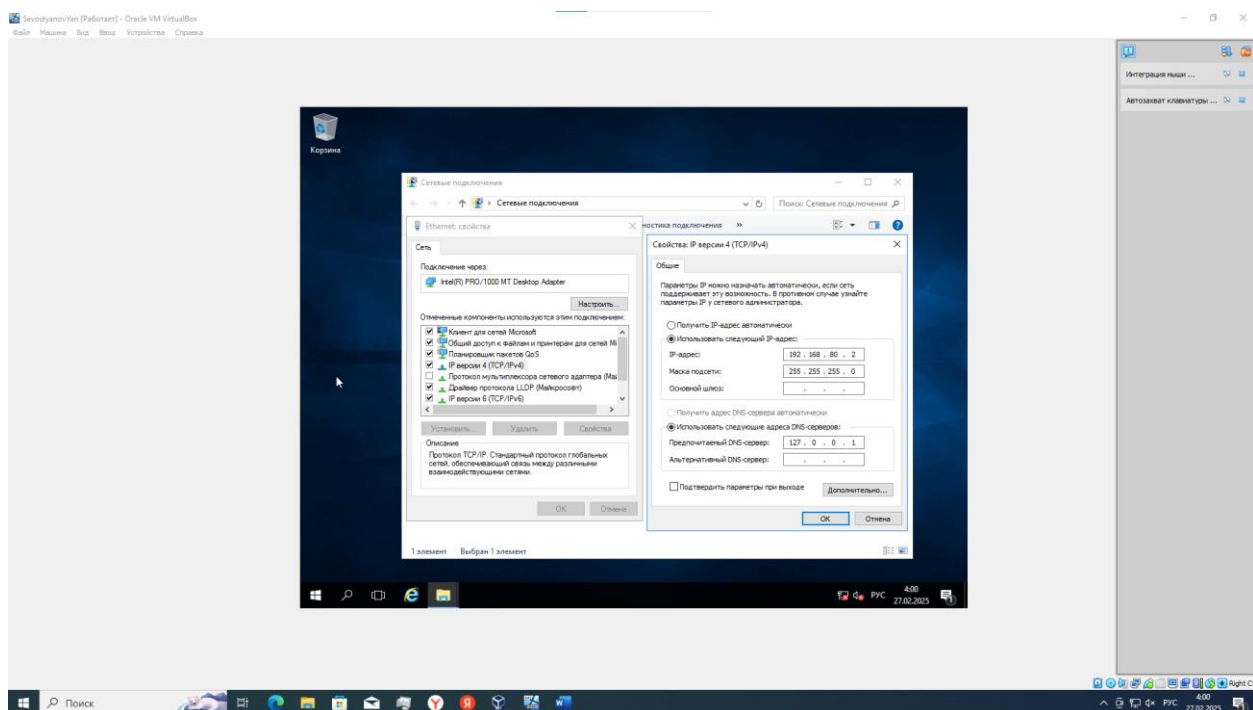 SevostyanovYan [Работает] - Oracle VM VirtualBox
Файл Машина Вид Ввод Устройства Справка
Интеграция мыши ...
Автозахват клавиатуры ...
Корзина
Сетевые подключения
Сетевые подключения
Поиск: Сетевые подключения
Ethernet: свойства
ностика подключения »
Сеть
Подключение через:
Intel(R) PRO/1000 MT Desktop Adapter
Настроить...
Отмеченные компоненты используются этим подключением:
Клиент для сетей Microsoft
Общий доступ к файлам и принтерам для сетей Mi
Планировщик пакетов QoS
IP версии 4 (TCP/IPv4)
Протокол мультиплексора сетевого адаптера (Май
Драйвер протокола LLDP (Майкрософт)
IP версии 6 (TCP/IPv6)
Установить... Удалить Свойства
Описание
Протокол TCP/IP. Стандартный протокол глобальных
сетей, обеспечивающий связь между различными
взаимодействующими сетями.
OK Отмена
Свойства: IP версии 4 (TCP/IPv4)
Общие
Параметры IP можно назначать автоматически, если сеть
поддерживает эту возможность. В противном случае узнайте
параметры IP у сетевого администратора.
Получить IP-адрес автоматически
Использовать следующий IP-адрес:
IP-адрес: 192 . 168 . 80 . 2
Маска подсети: 255 . 255 . 255 . 0
Основной шлюз: . . .
Получить адрес DNS-сервера автоматически
Использовать следующие адреса DNS-серверов:
Предпочитаемый DNS-сервер: 127 . 0 . 0 . 1
Альтернативный DNS-сервер: . . .
Подтвердить параметры при выходе
Дополнительно...
OK Отмена
1 элемент Выбран 1 элемент
РУС
4:00
27.02.2025
1
Right C
Поиск
РУС
4:00
27.02.2025